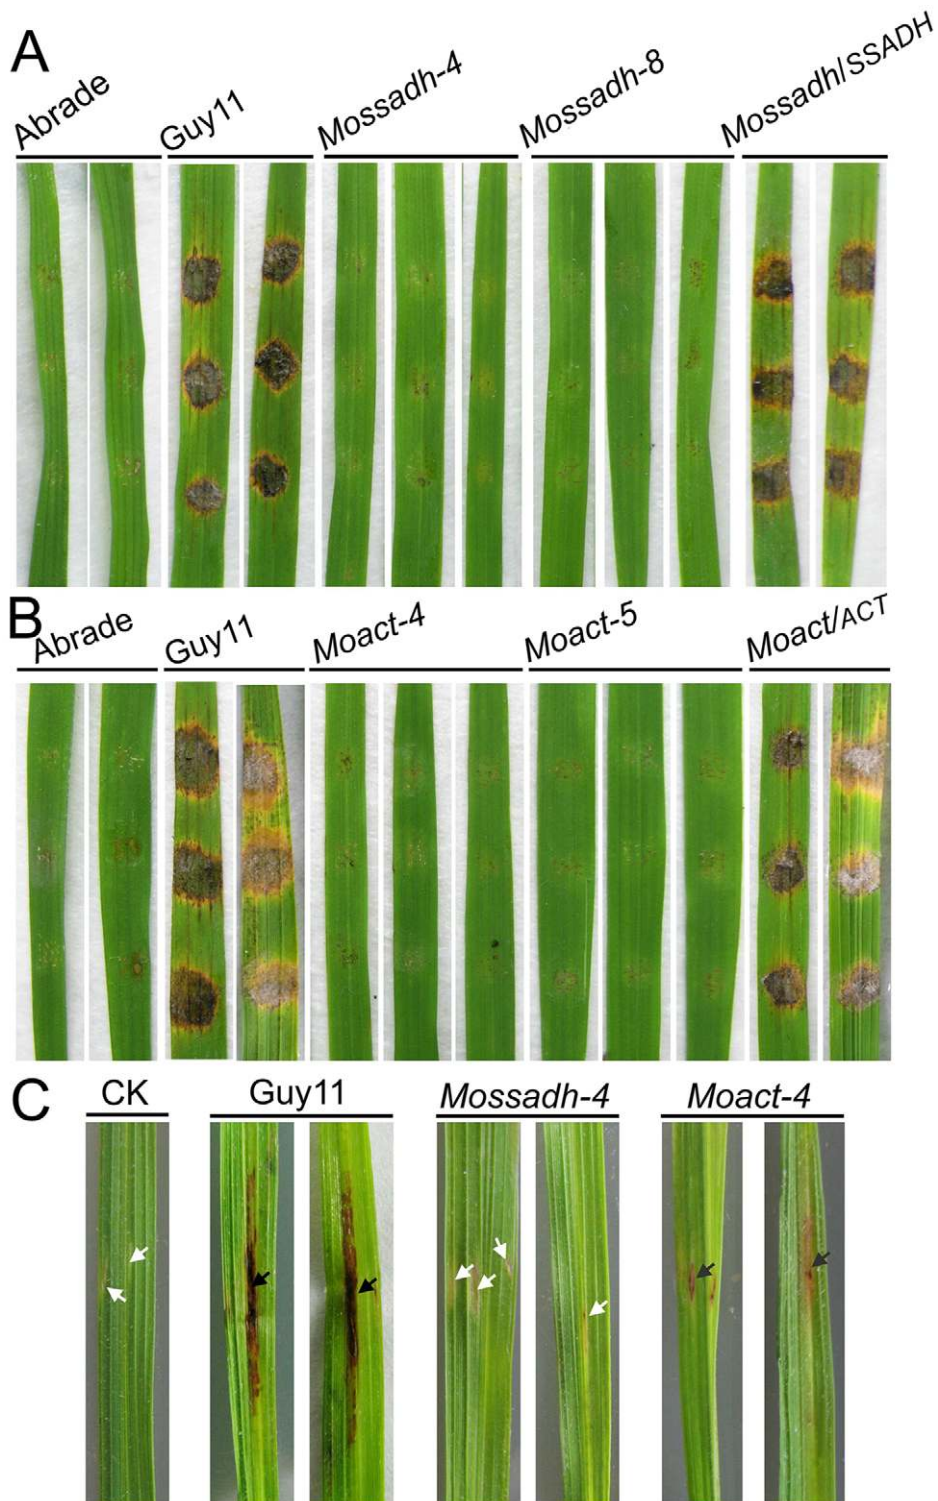 A
Abrade Guy11 Mossadh-4 Mossadh-8 Mossadh/SSADH
B
Abrade Guy11 Moact-4 Moact-5 Moact/ACT
C
CK Guy11 Mossadh-4 Moact-4